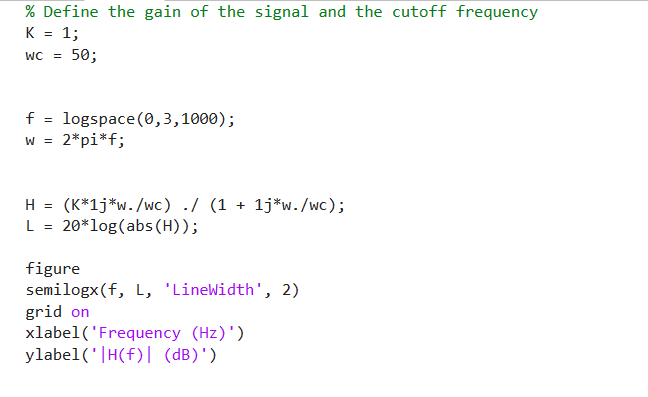 % Define the gain of the signal and the cutoff frequency
K = 1;
wc = 50;
f = logspace(0,3,1000);
w = 2*pi*f;
H = (K*1j*w./wc) ./ (1 + 1j*w./wc);
L = 20*log(abs(H));
figure
semilogx(f, L, 'LineWidth', 2)
grid on
xlabel('Frequency (Hz)')
ylabel('|H(f)| (dB)')